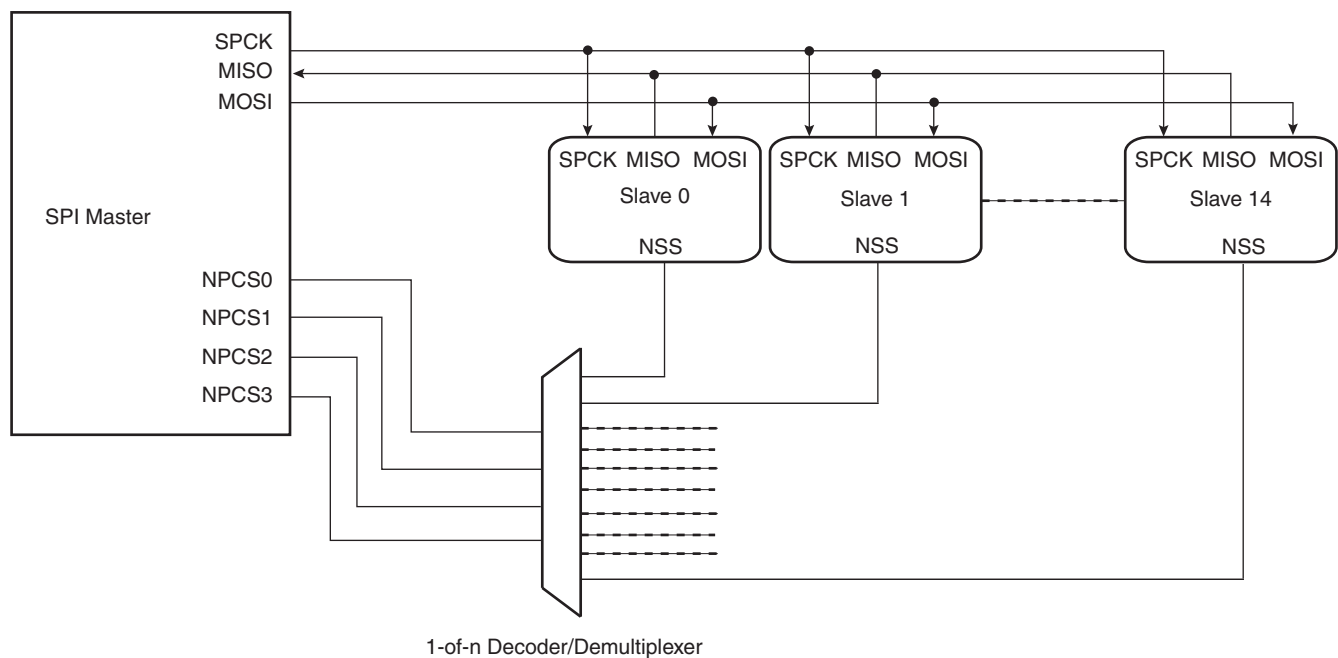 SPCK
MISO
MOSI
SPI Master
NPCS0
NPCS1
NPCS2
NPCS3
SPCK MISO MOSI
Slave 0
NSS
SPCK MISO MOSI
Slave 1
NSS
SPCK MISO MOSI
Slave 14
NSS
1-of-n Decoder/Demultiplexer